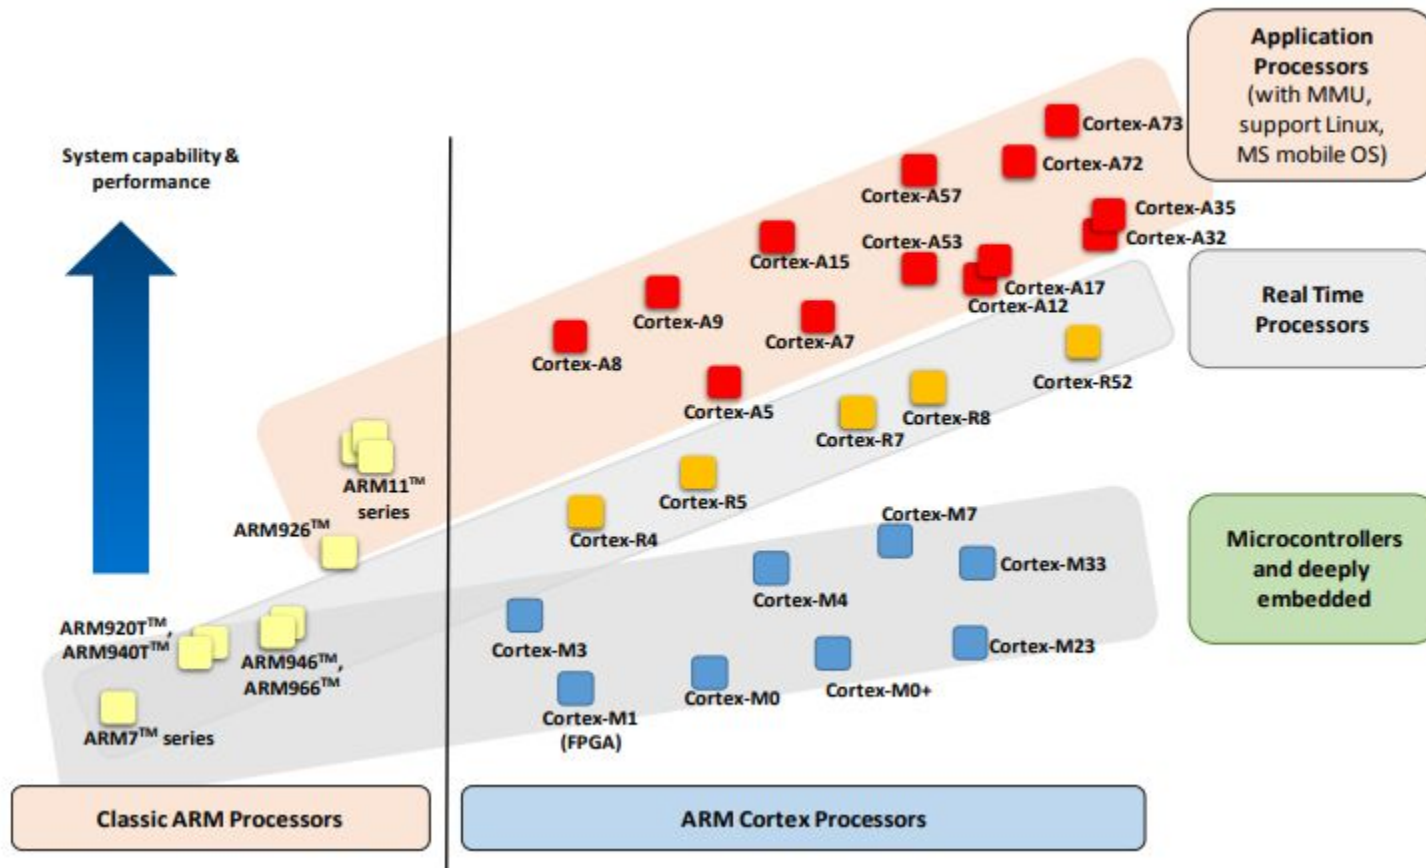 Application
Processors
(with MMU,
support Linux,
MS mobile OS)
System capability &
performance
Cortex-A73
Cortex-A72
Cortex-A57
Cortex-A35
Cortex-A32
Cortex-A53
Cortex-A15
Cortex-A17
Cortex-A12
Real Time
Processors
Cortex-A9
Cortex-A7
Cortex-A8
Cortex-R52
Cortex-A5
Cortex-R8
Cortex-R7
ARM11™
series
Cortex-R5
ARM926™
Cortex-R4
Cortex-M7
Microcontrollers
and deeply
embedded
Cortex-M33
Cortex-M4
ARM920T™,
ARM940T™
ARM946™,
ARM966™
Cortex-M3
Cortex-M23
Cortex-M0
Cortex-M0+
Cortex-M1
(FPGA)
ARM7™ series
Classic ARM Processors
ARM Cortex Processors